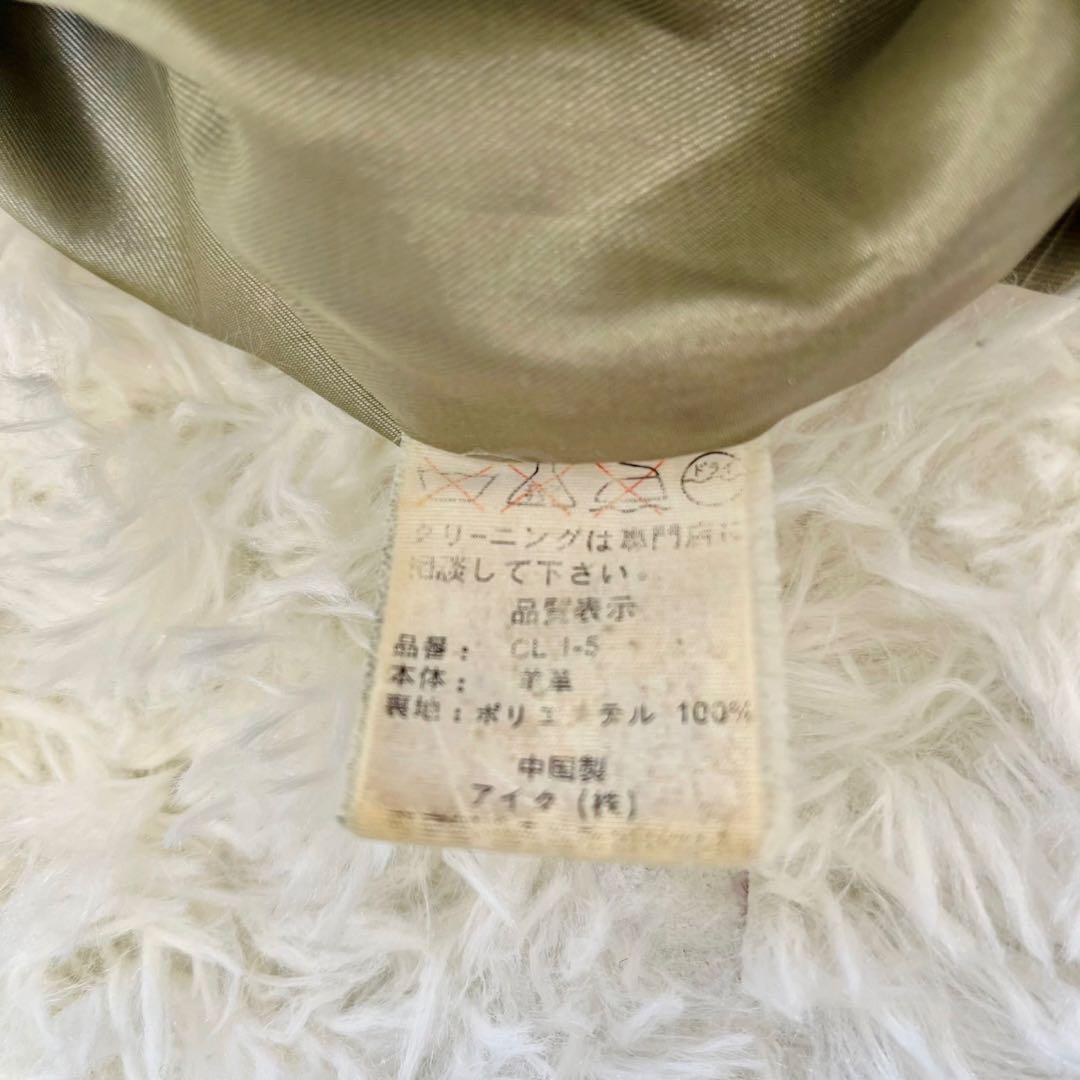 ドライ
クリーニングは専門店に
相談して下さい。
品質表示
品番： CL 1-5
本体： 羊革
裏地：ポリエステル 100%
中国製
アイタ (株)